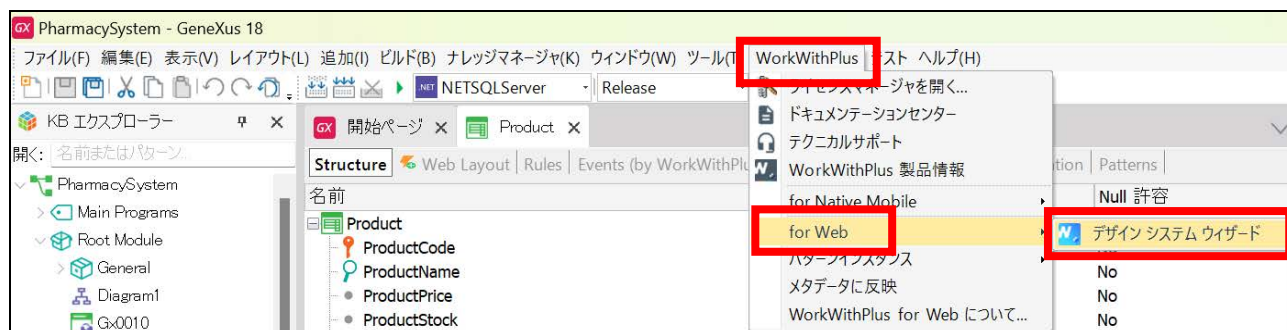 GX PharmacySystem - GeneXus 18
ファイル(F) 編集(E) 表示(V) レイアウト(L) 追加(I) ビルド(B) ナレッジマネージャ(K) ウィンドウ(W) ツール(T WorkWithPlus テスト ヘルプ(H)
.NET NETSQLServer Release
ライセンスマネージャを開く...
KB エクスプローラー
ドキュメンテーションセンター
GX 開始ページ Product
テクニカルサポート
開く: 名前またはパターン
Structure Web Layout Rules Events (by WorkWithPlu tion Patterns
WorkWithPlus 製品情報
PharmacySystem
名前 Null 許容
for Native Mobile
Main Programs
Product
for Web デザイン システム ウィザード
Root Module
ProductCode
パターンインスタンス
General
ProductName No
メタデータに反映
Diagram1
ProductPrice No
WorkWithPlus for Web について...
Gx0010
ProductStock No